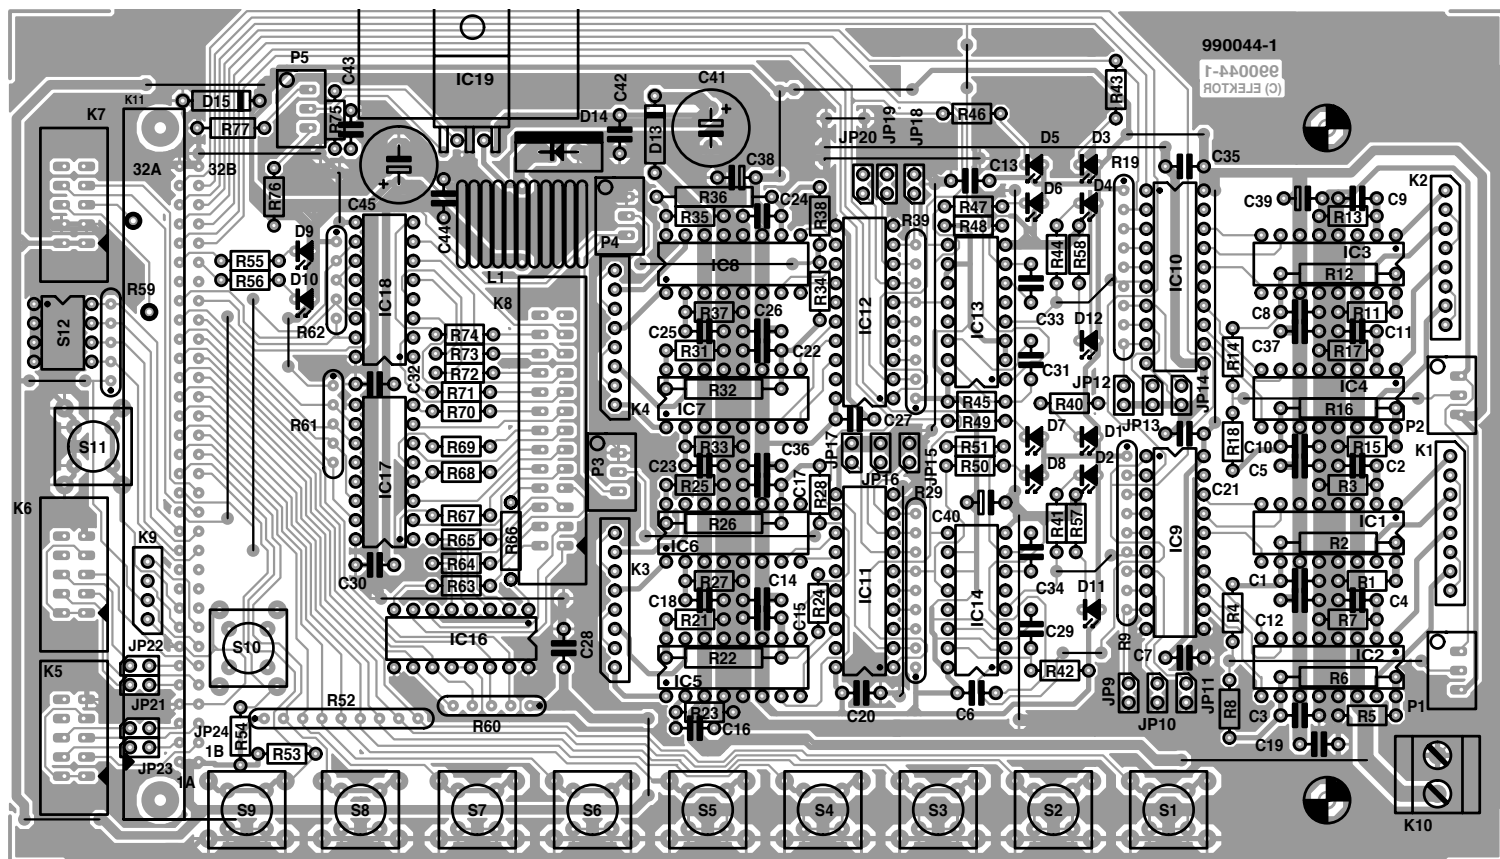 990044-1
990044-1
(C) ELEKTOR
P5
C43
IC19
C42
C41
K7
K11
D15
R77
R75
D14
D13
JP20
JP19
JP18
R46
R43
D5
D3
C38
C13
R19
C35
32A
32B
R76
C45
C44
R36
R35
C24
R38
R39
R47
R48
D6
D4
C39
C9
R13
K2
D9
R55
R56
D10
IC18
L1
P4
IC8
R34
IC12
IC13
R44
R58
IC10
IC3
R12
R59
R62
K8
R37
C26
C25
C33
C8
R11
C11
S12
R74
R73
R72
R31
C22
D12
C31
C37
R17
R14
C32
R71
R70
R32
IC7
K4
C27
R45
R49
R40
JP12
JP13
JP14
IC4
R16
P2
R61
S11
R69
R68
P3
R33
C36
C23
R25
C17
R28
JP17
JP16
JP15
R51
R50
D7
D8
D1
D2
R18
C10
C5
R15
C2
R3
K1
IC17
K6
K9
R67
R65
R66
R64
R63
C30
R26
IC6
K3
R29
C40
R41
R57
C21
IC9
IC1
R2
IC11
IC14
C34
D11
R27
C14
C18
R21
C15
R24
C1
R1
C4
R4
C12
R7
JP22
S10
IC16
C28
R22
IC5
C29
R42
R9
C7
IC2
R6
K5
JP21
R52
R60
R23
C16
C20
C6
JP9
JP10
JP11
R8
C3
R5
P1
C19
JP24
1B
R54
R53
JP23
1A
S9
S8
S7
S6
S5
S4
S3
S2
S1
K10